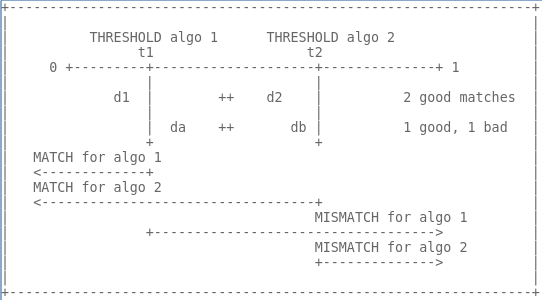 THRESHOLD algo 1 THRESHOLD algo 2
t1 t2
0 +---------+--------------------+--------------+ 1
d1 | ++ d2 | 2 good matches
| da ++ db | 1 good, 1 bad
+ +
MATCH for algo 1
<-------------+
MATCH for algo 2
<----------------------------------+
MISMATCH for algo 1
+----------------------------------->
MISMATCH for algo 2
+-------------->